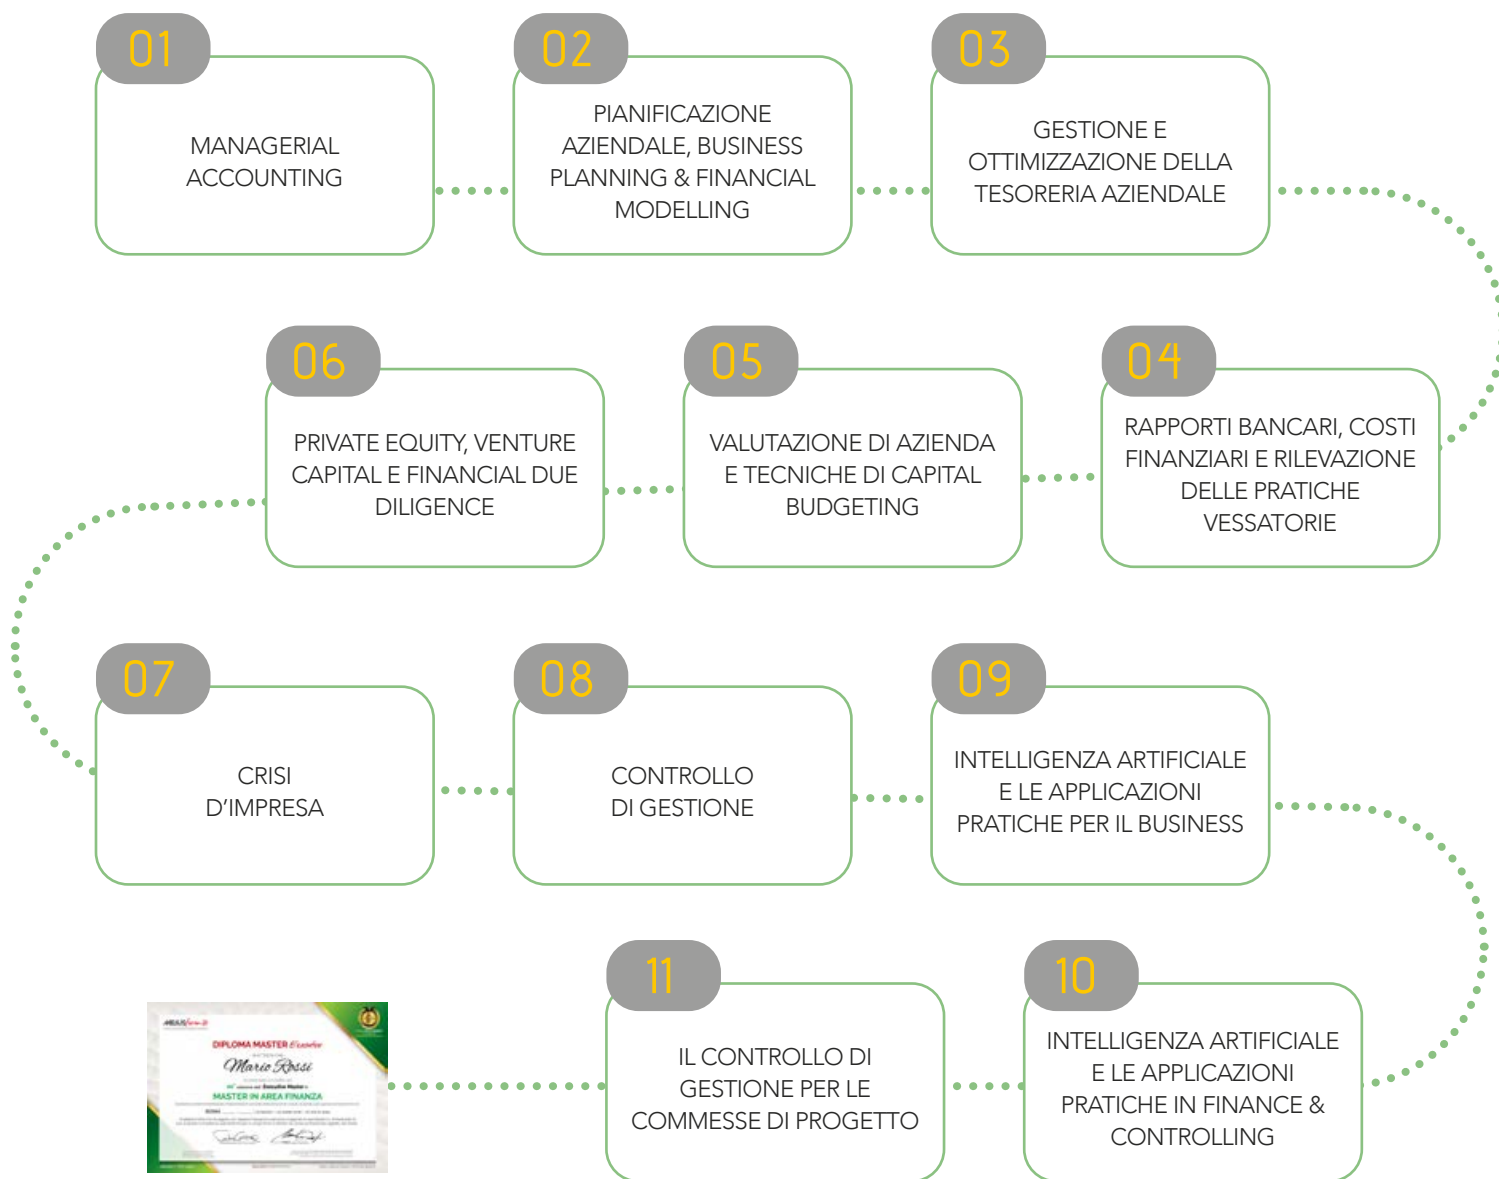 01
MANAGERIAL
ACCOUNTING
02
PIANIFICAZIONE
AZIENDALE, BUSINESS
PLANNING & FINANCIAL
MODELLING
03
GESTIONE E
OTTIMIZZAZIONE DELLA
TESORERIA AZIENDALE
04
RAPPORTI BANCARI, COSTI
FINANZIARI E RILEVAZIONE
DELLE PRATICHE
VESSATORIE
05
VALUTAZIONE DI AZIENDA
E TECNICHE DI CAPITAL
BUDGETING
06
PRIVATE EQUITY, VENTURE
CAPITAL E FINANCIAL DUE
DILIGENCE
07
CRISI
D'IMPRESA
08
CONTROLLO
DI GESTIONE
09
INTELLIGENZA ARTIFICIALE
E LE APPLICAZIONI
PRATICHE PER IL BUSINESS
10
INTELLIGENZA ARTIFICIALE
E LE APPLICAZIONI
PRATICHE IN FINANCE &
CONTROLLING
11
IL CONTROLLO DI
GESTIONE PER LE
COMMESSE DI PROGETTO
DIPLOMA MASTER Executive
Mario Rossi
Executive Master
MASTER IN AREA FINANZA
ROMA